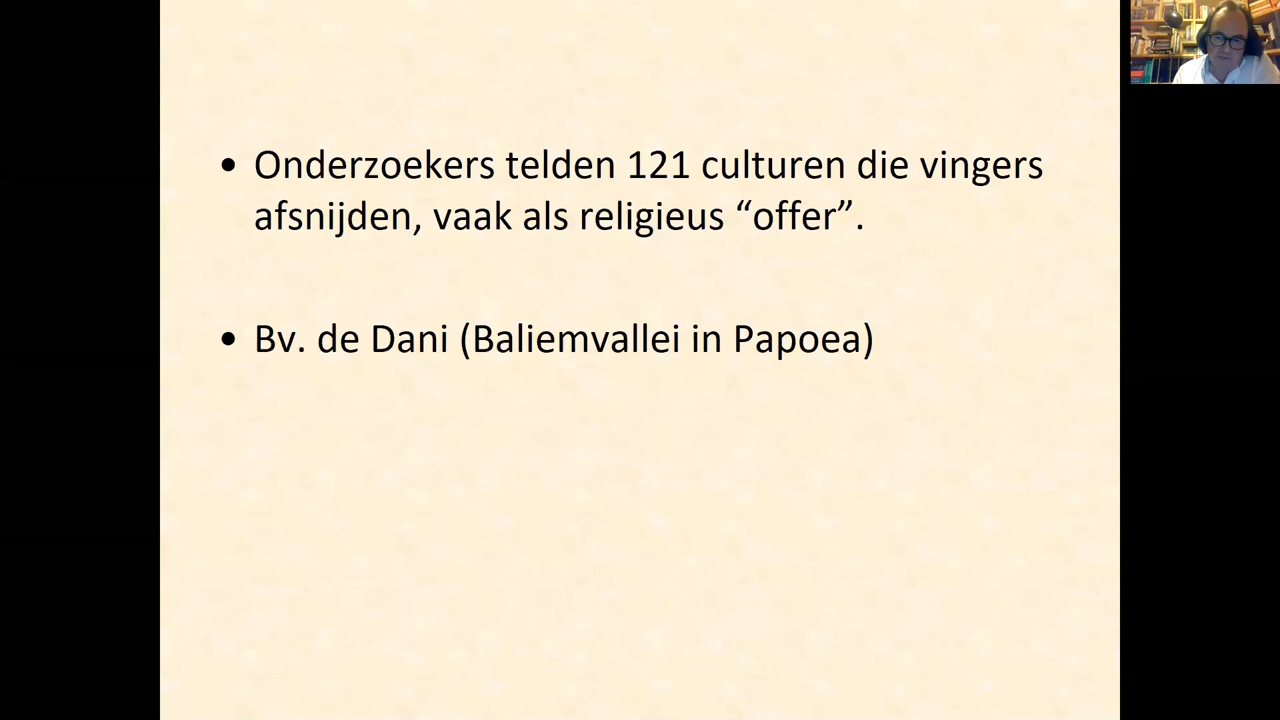 • Onderzoekers telden 121 culturen die vingers
afsnijden, vaak als religieus “offer”.
• Bv. de Dani (Baliemvallei in Papoea)